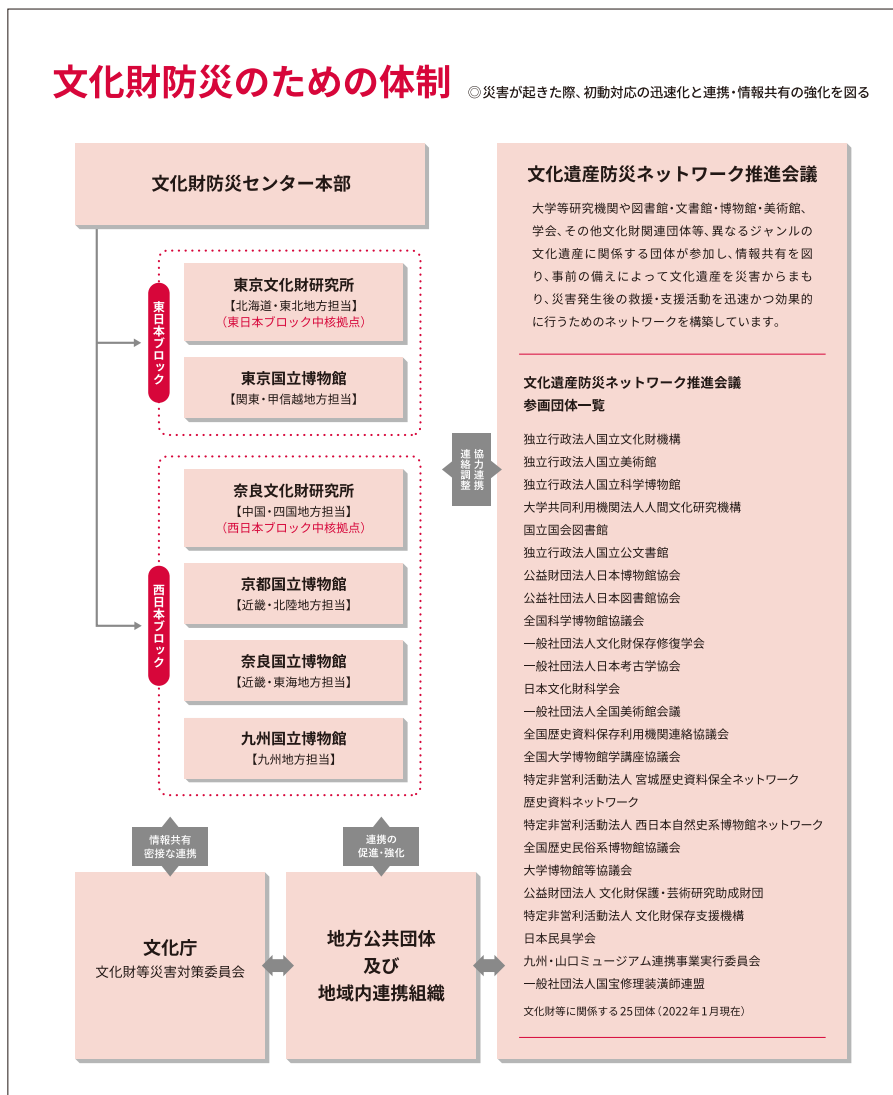 文化財防災のための体制
◎災害が起きた際、初動対応の迅速化と連携・情報共有の強化を図る
文化財防災センター本部
東日本ブロック
東京文化財研究所
【北海道・東北地方担当】
（東日本ブロック中核拠点）
東京国立博物館
【関東・甲信越地方担当】
西日本ブロック
奈良文化財研究所
【中国・四国地方担当】
（西日本ブロック中核拠点）
京都国立博物館
【近畿・北陸地方担当】
奈良国立博物館
【近畿・東海地方担当】
九州国立博物館
【九州地方担当】
情報共有
密接な連携
連携の
促進・強化
文化庁
文化財等災害対策委員会
地方公共団体
及び
地域内連携組織
協力連携
連絡調整
文化遺産防災ネットワーク推進会議
大学等研究機関や図書館・文書館・博物館・美術館、
学会、その他文化財関連団体等、異なるジャンルの
文化遺産に関係する団体が参加し、情報共有を図
り、事前の備えによって文化遺産を災害からまも
り、災害発生後の救援・支援活動を迅速かつ効果的
に行うためのネットワークを構築しています。
文化遺産防災ネットワーク推進会議
参画団体一覧
独立行政法人国立文化財機構
独立行政法人国立美術館
独立行政法人国立科学博物館
大学共同利用機関法人人間文化研究機構
国立国会図書館
独立行政法人国立公文書館
公益財団法人日本博物館協会
公益社団法人日本図書館協会
全国科学博物館協議会
一般社団法人文化財保存修復学会
一般社団法人日本考古学協会
日本文化財科学会
一般社団法人全国美術館会議
全国歴史資料保存利用機関連絡協議会
全国大学博物館学講座協議会
特定非営利活動法人 宮城歴史資料保全ネットワーク
歴史資料ネットワーク
特定非営利活動法人 西日本自然史系博物館ネットワーク
全国歴史民俗系博物館協議会
大学博物館等協議会
公益財団法人 文化財保護・芸術研究助成財団
特定非営利活動法人 文化財保存支援機構
日本民具学会
九州・山口ミュージアム連携事業実行委員会
一般社団法人国宝修理装潢師連盟
文化財等に関係する25団体（2022年1月現在）